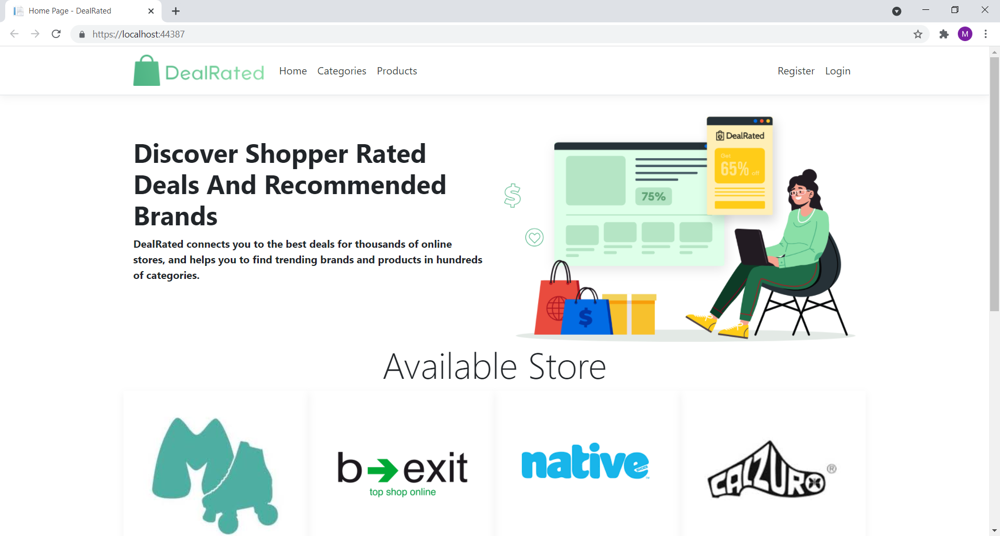 Home Page - DealRated
https://localhost:44387
M
DealRated
Home
Categories
Products
Register
Login
Discover Shopper Rated
Deals And Recommended
Brands
DealRated connects you to the best deals for thousands of online
stores, and helps you to find trending brands and products in hundreds
of categories.
DealRated
Get
65% off
75%
$
$
Available Store
M
b exit
top shop online
native
SHOES
™
CALZURO
®